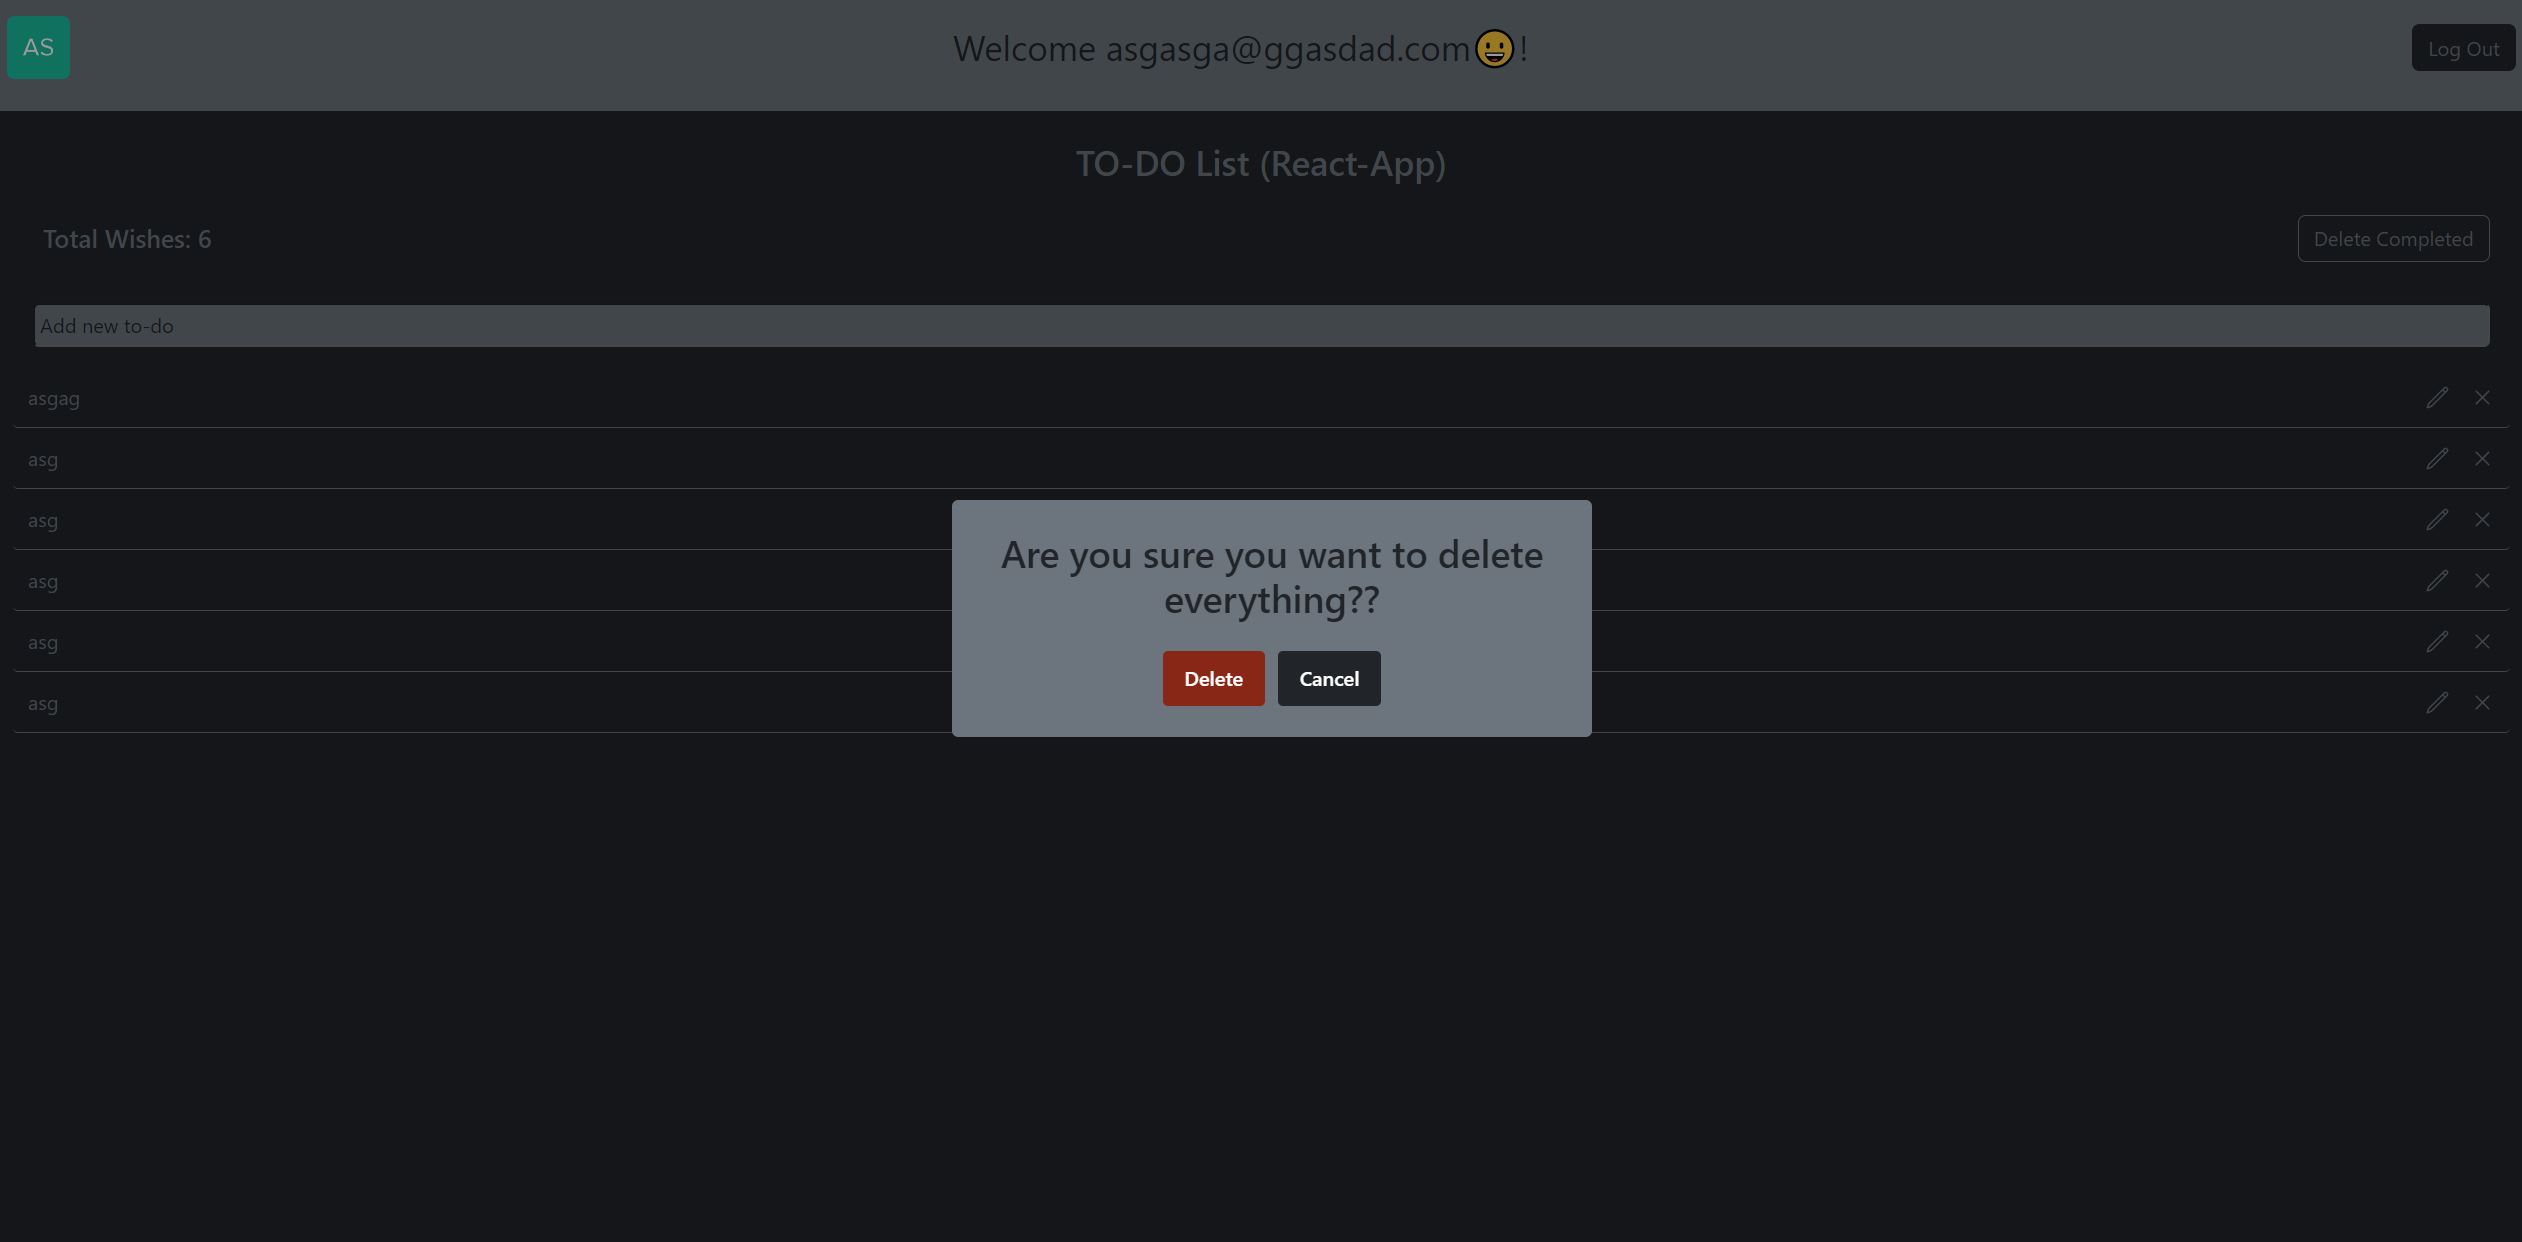 AS
Welcome asgasga@ggasdad.com😀!
Log Out
TO-DO List (React-App)
Total Wishes: 6
Delete Completed
Add new to-do
asgag
asg
asg
asg
asg
asg
Are you sure you want to delete
everything??
Delete
Cancel